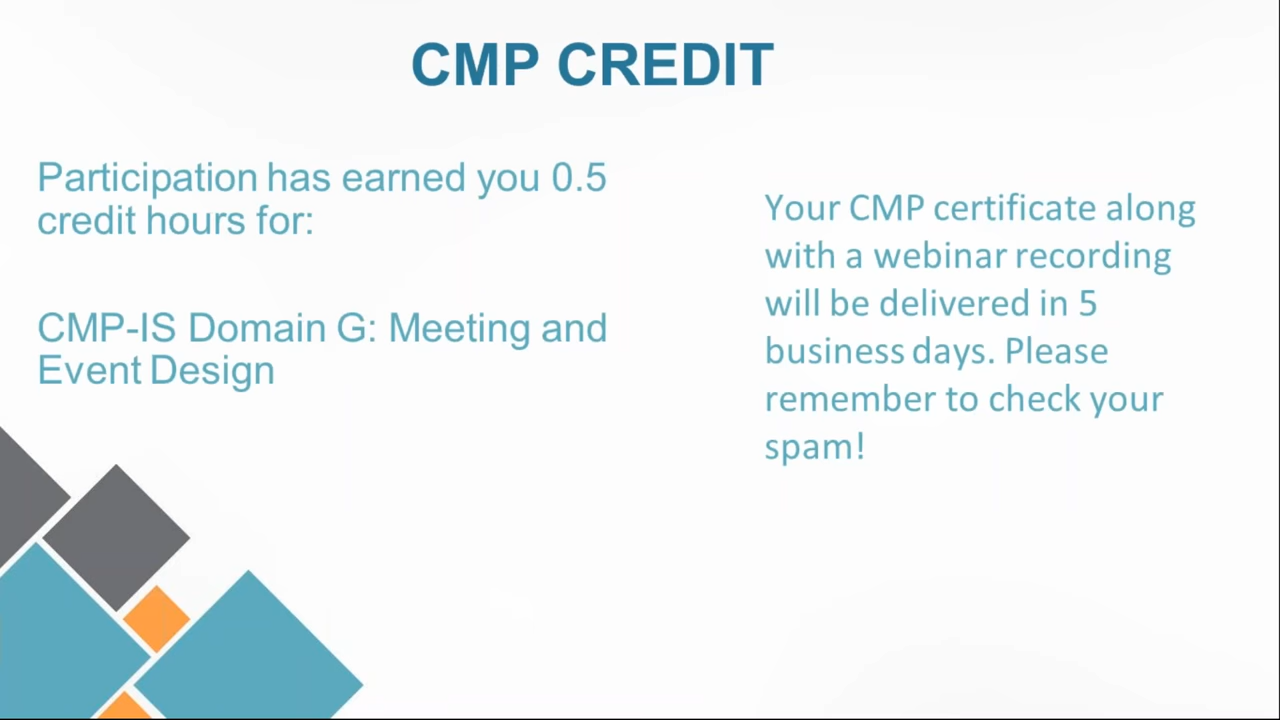 CMP CREDIT
Participation has earned you 0.5
credit hours for:
CMP-IS Domain G: Meeting and
Event Design
Your CMP certificate along
with a webinar recording
will be delivered in 5
business days. Please
remember to check your
spam!